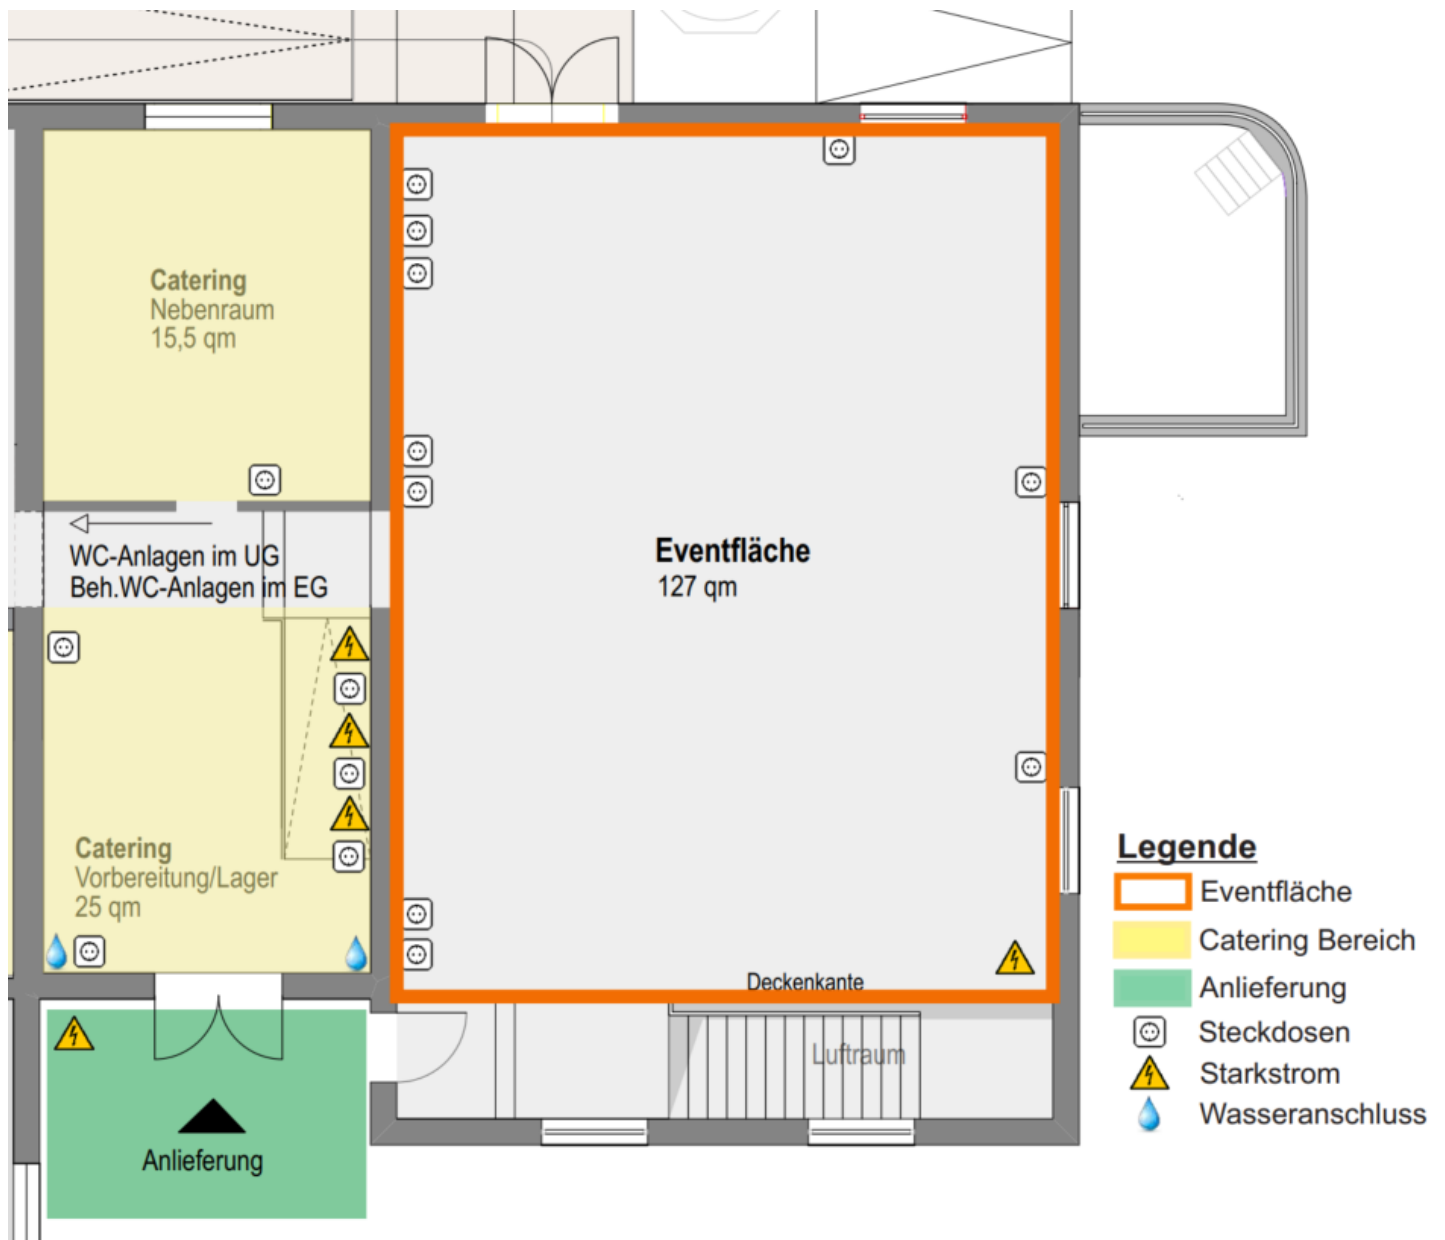 Catering
Nebenraum
15,5 qm
WC-Anlagen im UG
Beh.WC-Anlagen im EG
Eventfläche
127 qm
Catering
Vorbereitung/Lager
25 qm
Deckenkante
Luftraum
Anlieferung
Legende
Eventfläche
Catering Bereich
Anlieferung
Steckdosen
Starkstrom
Wasseranschluss